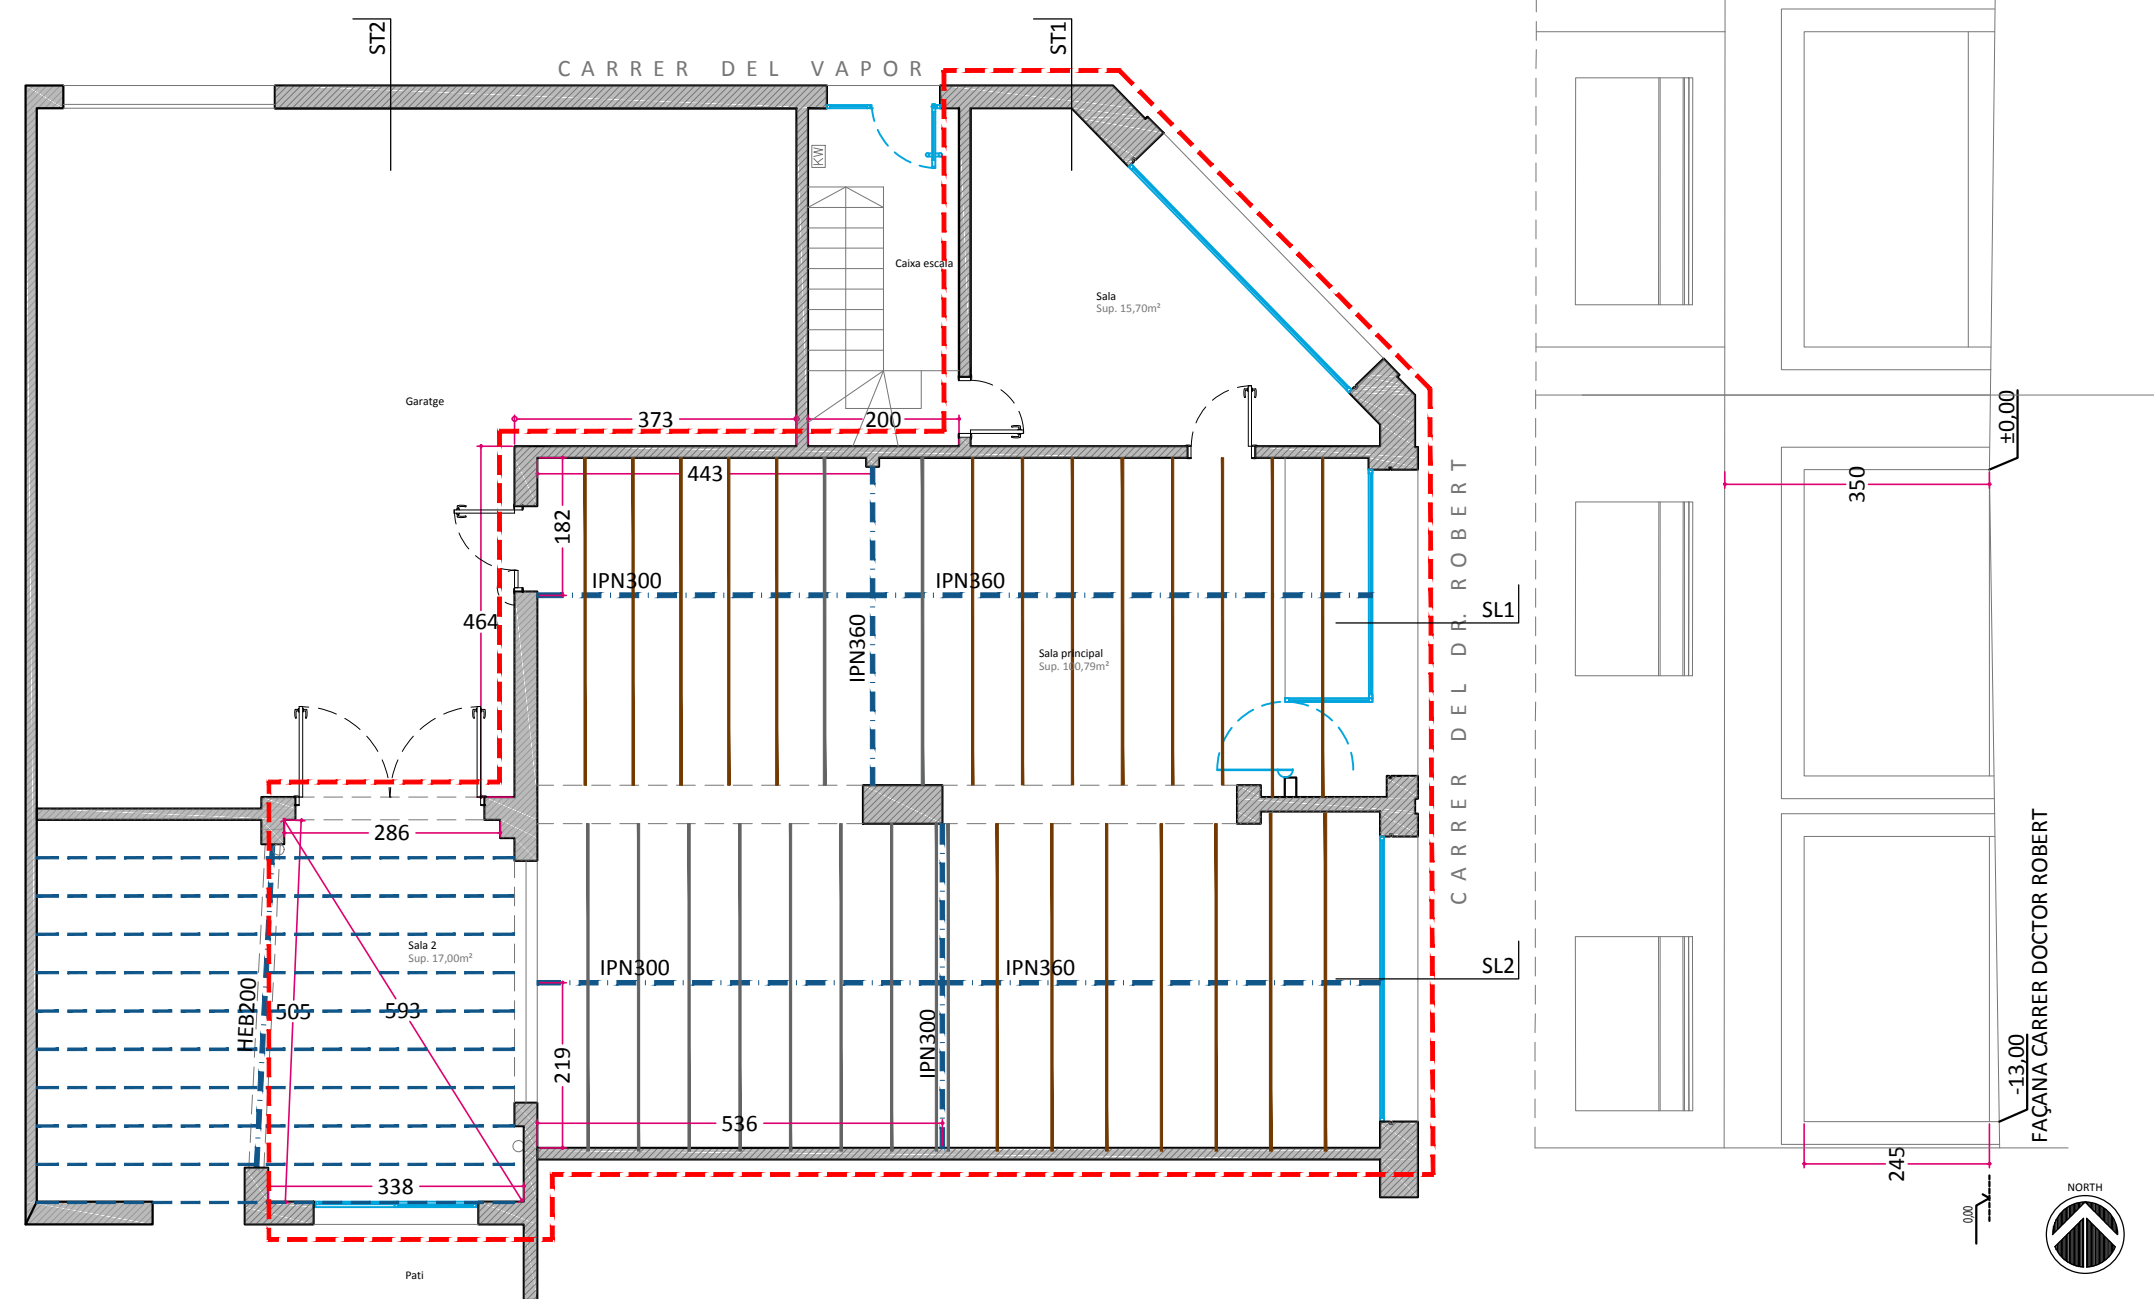 ST2
ST1
CARRER DEL VAPOR
KW
Caixa escala
Sala
Sup. 15,70m²
Garatge
373
200
±0,00
443
350
182
IPN300
IPN360
SL1
464
IPN360
Sala principal
Sup. 100,79m²
CARRER DEL DR. ROBERT
286
Sala 2
Sup. 17,00m²
IPN300
IPN360
SL2
HEB200
505
593
IPN300
219
536
-13,00
FAÇANA CARRER DOCTOR ROBERT
245
338
NORTH
0,00
Pati